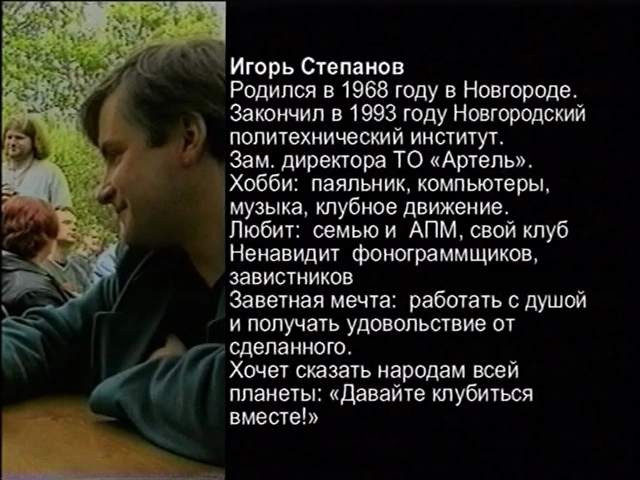 Игорь Степанов
Родился в 1968 году в Новгороде.
Закончил в 1993 году Новгородский
политехнический институт.
Зам. директора ТО «Артель».
Хобби:  паяльник, компьютеры,
музыка, клубное движение.
Любит:  семью и  АПМ, свой клуб
Ненавидит  фонограммщиков,
завистников
Заветная мечта:  работать с душой
и получать удовольствие от
сделанного.
Хочет сказать народам всей
планеты: «Давайте клубиться
вместе!»